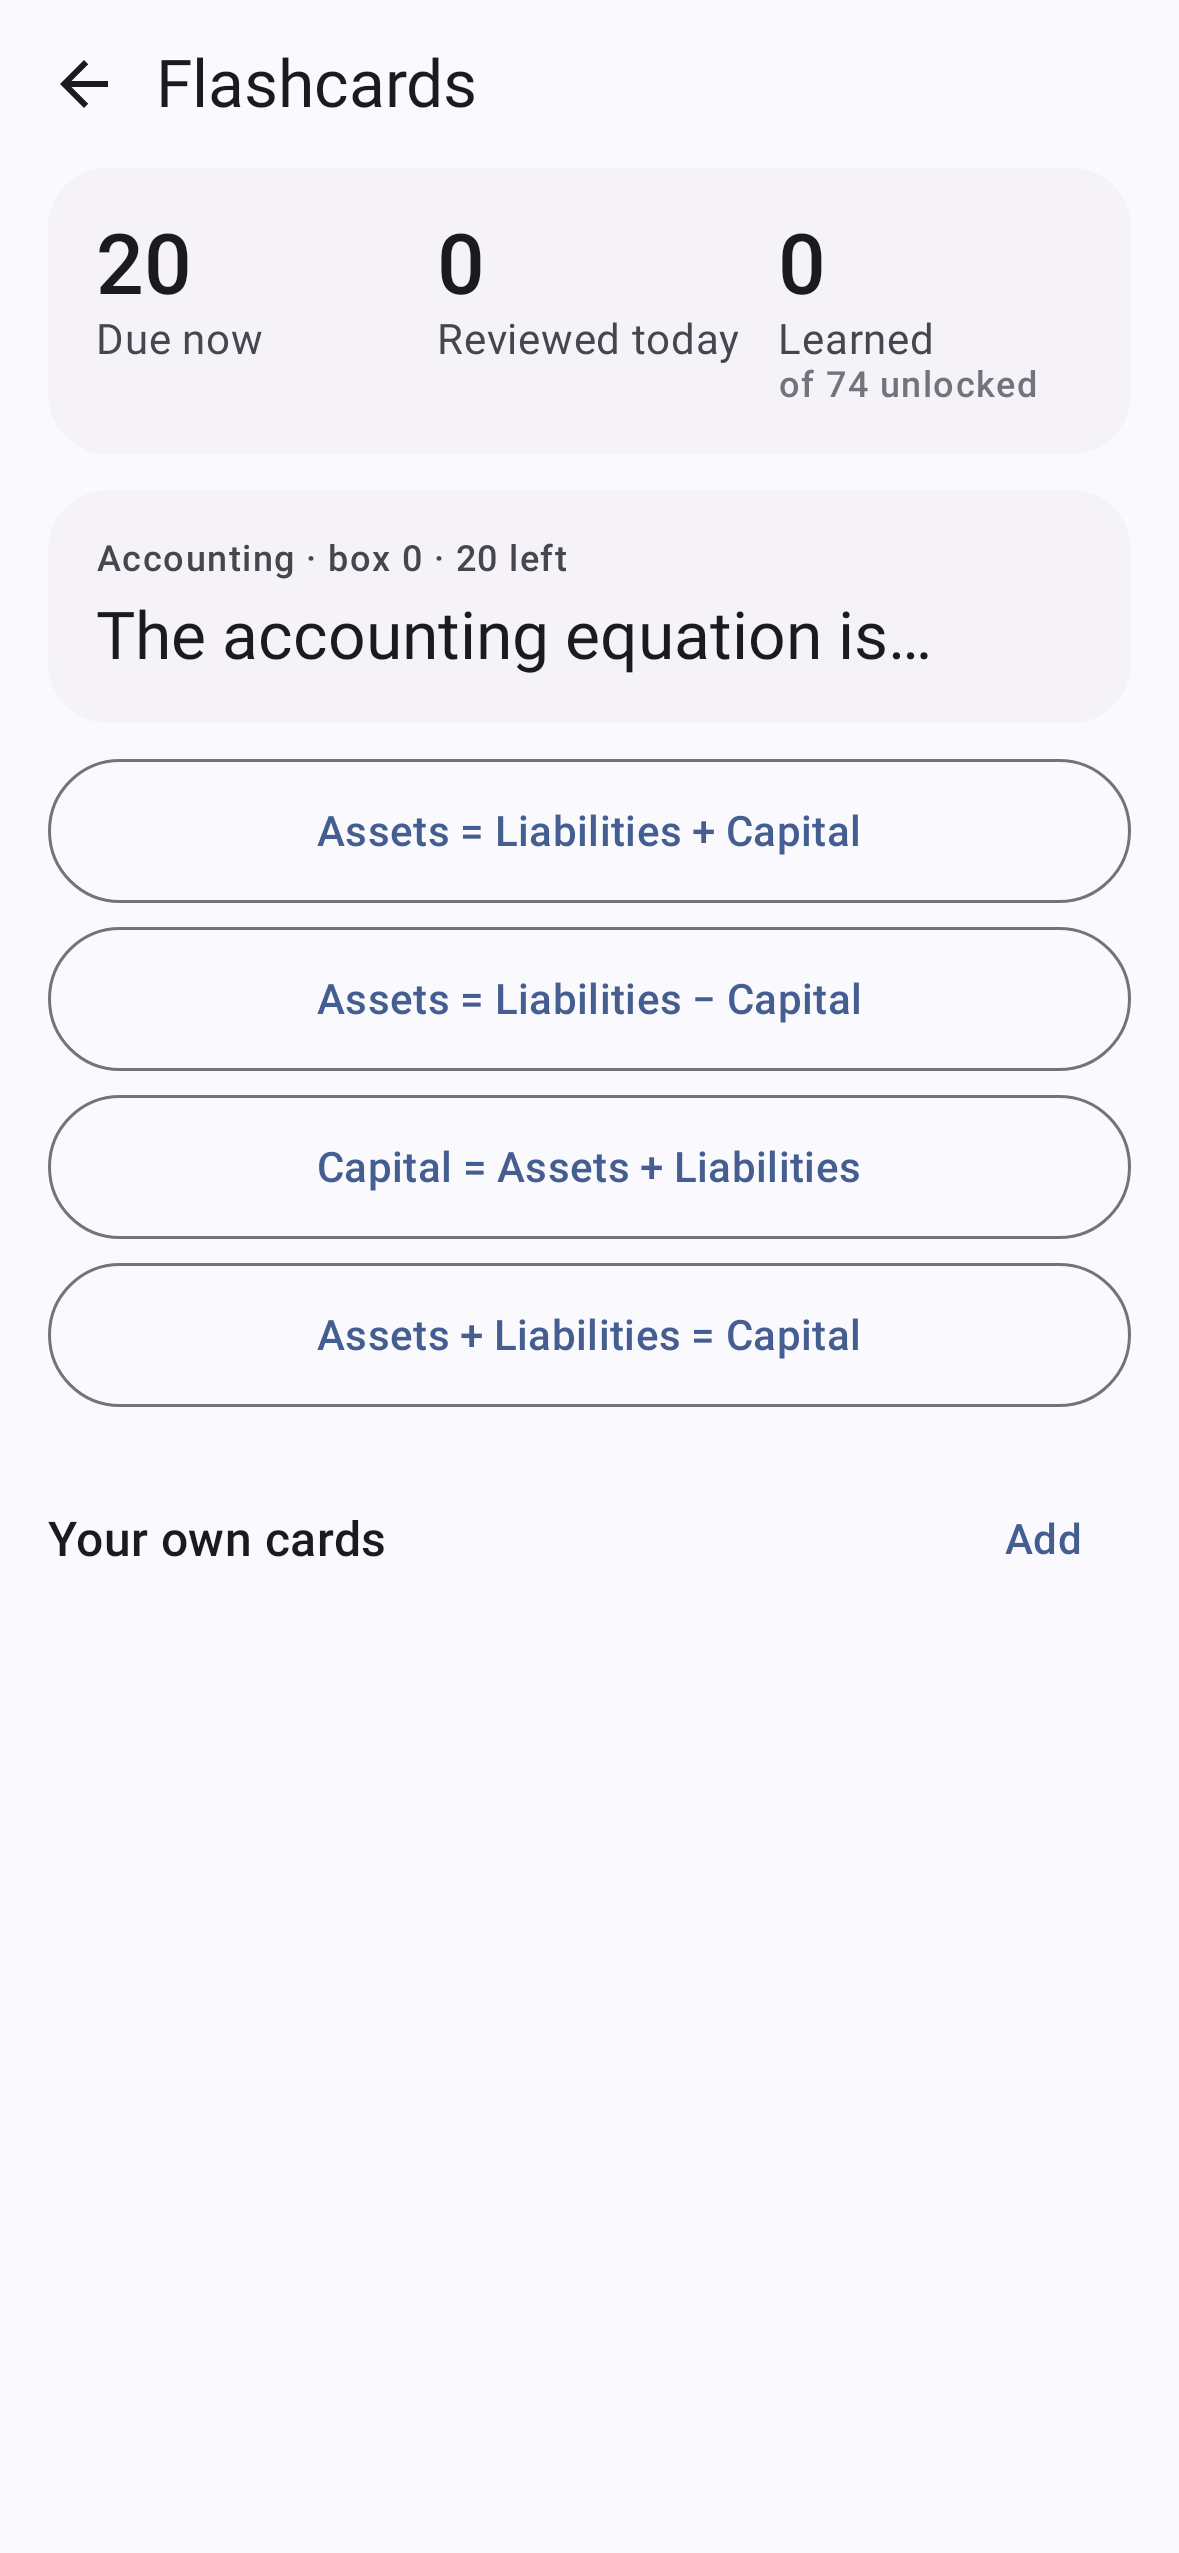 Flashcards
20
Due now
0
Reviewed today
0
Learned
of 74 unlocked
Accounting · box 0 · 20 left
The accounting equation is…
Assets = Liabilities + Capital
Assets = Liabilities − Capital
Capital = Assets + Liabilities
Assets + Liabilities = Capital
Your own cards
Add